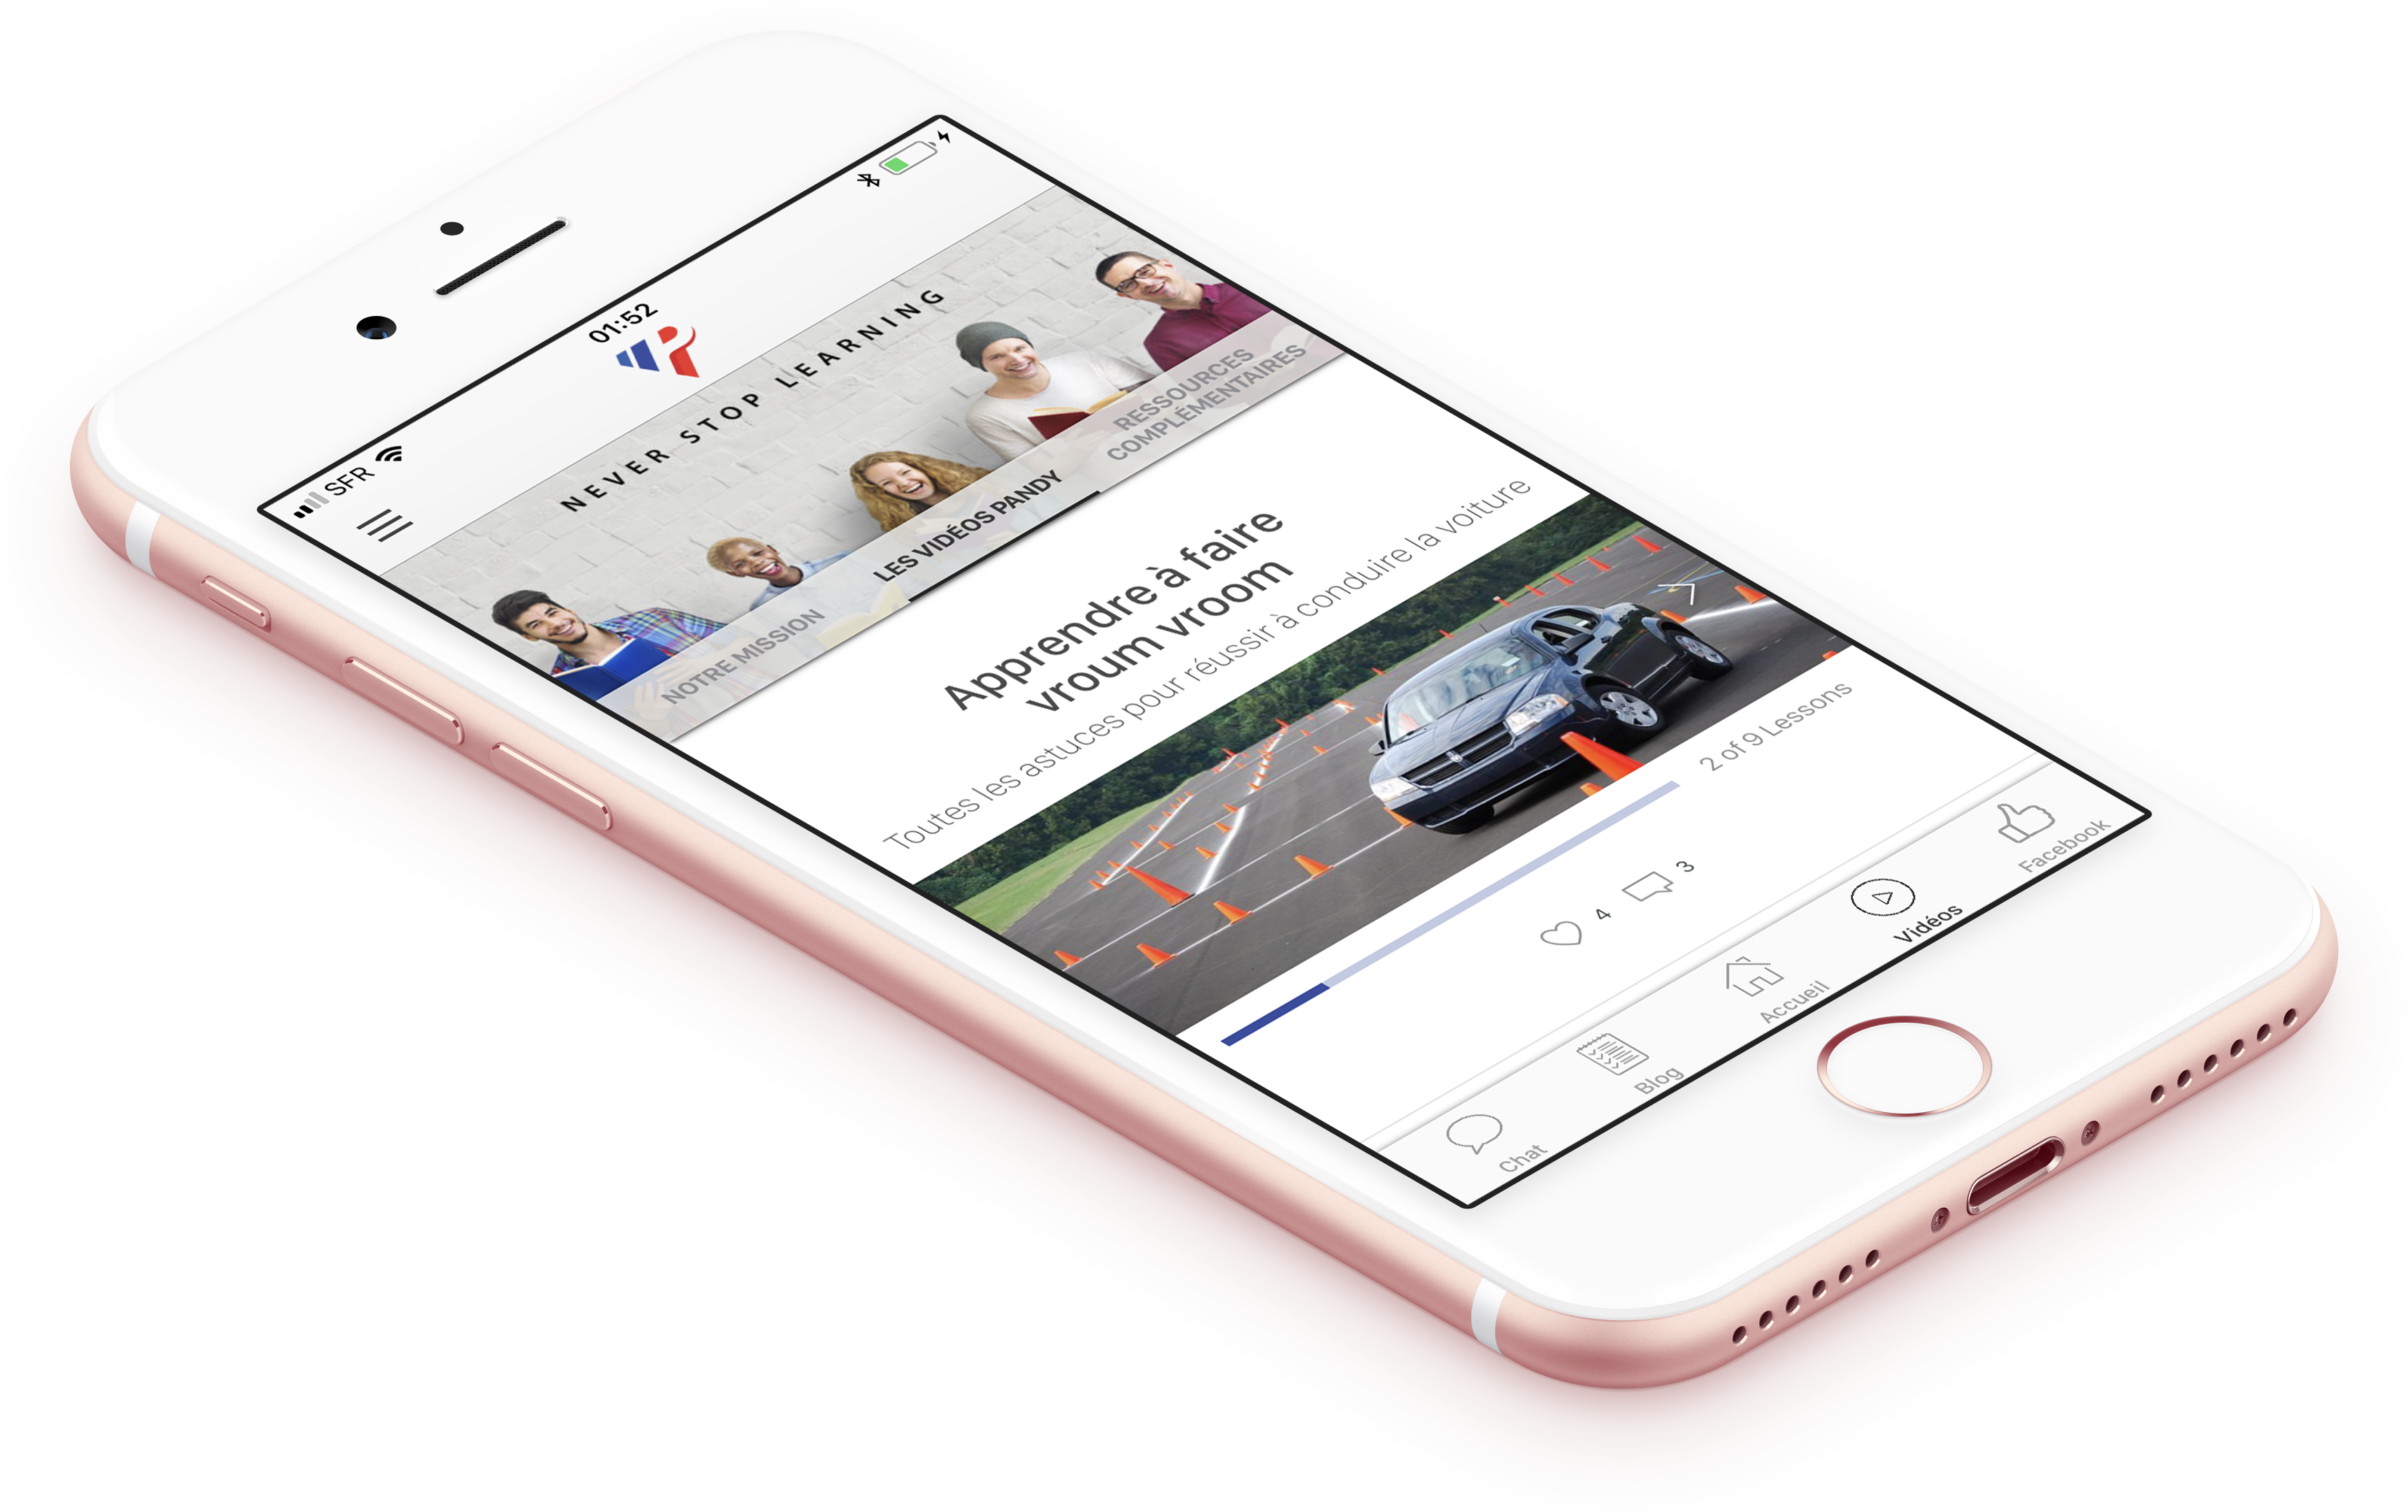 SFR
01:52
NEVER STOP LEARNING
NOTRE MISSION
LES VIDÉOS PANDY
RESSOURCES
COMPLÉMENTAIRES
Apprendre à faire
vroum vroom
Toutes les astuces pour réussir à conduire la voiture
2 of 9 Lessons
4
3
Chat
Blog
Accueil
Vidéos
Facebook